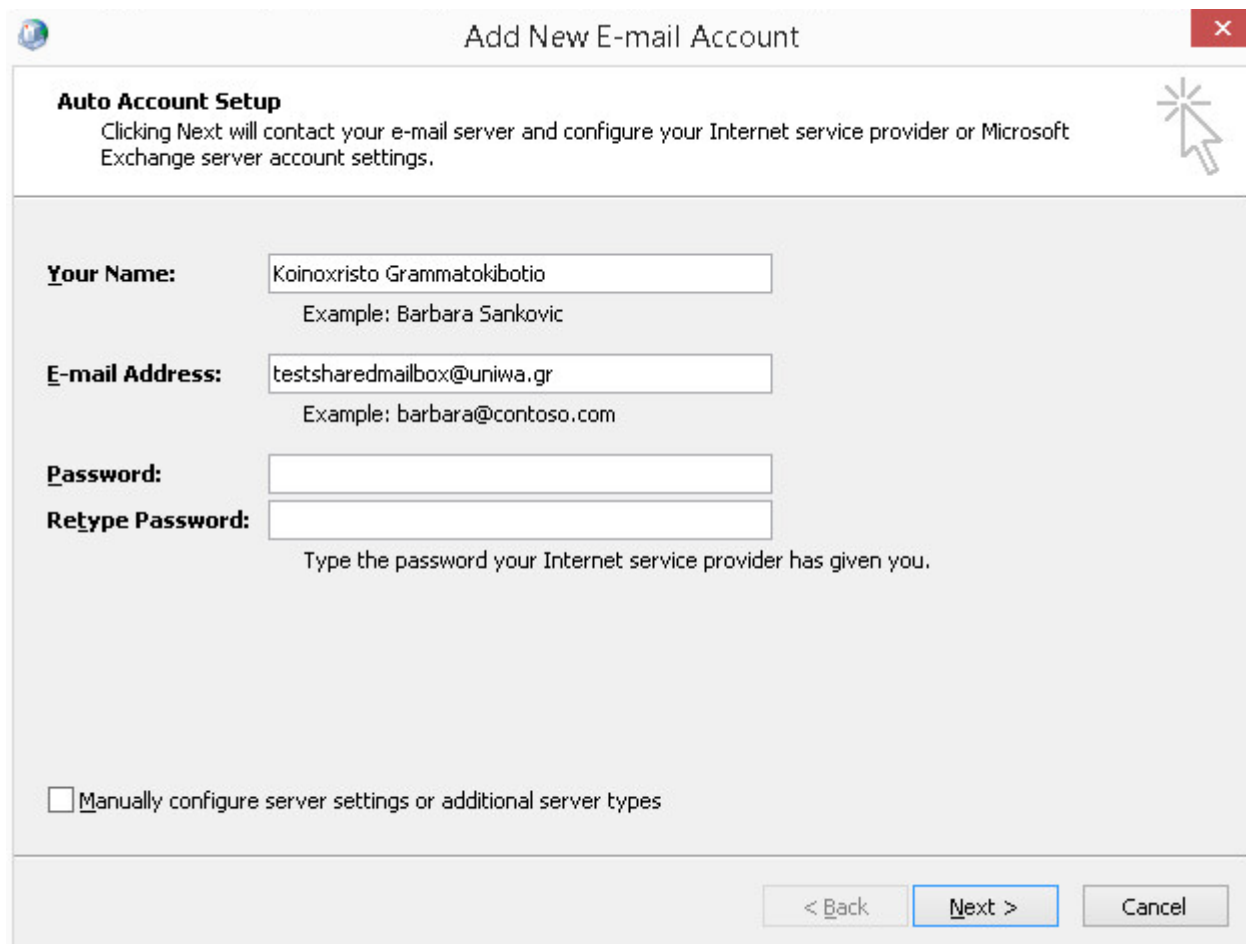 Add New E-mail Account
Auto Account Setup
Clicking Next will contact your e-mail server and configure your Internet service provider or Microsoft
Exchange server account settings.
Your Name: Koinoxristo Grammatokibotio
Example: Barbara Sankovic
E-mail Address: testsharedmailbox@uniwa.gr
Example: barbara@contoso.com
Password:
Retype Password:
Type the password your Internet service provider has given you.
Manually configure server settings or additional server types
< Back Next > Cancel